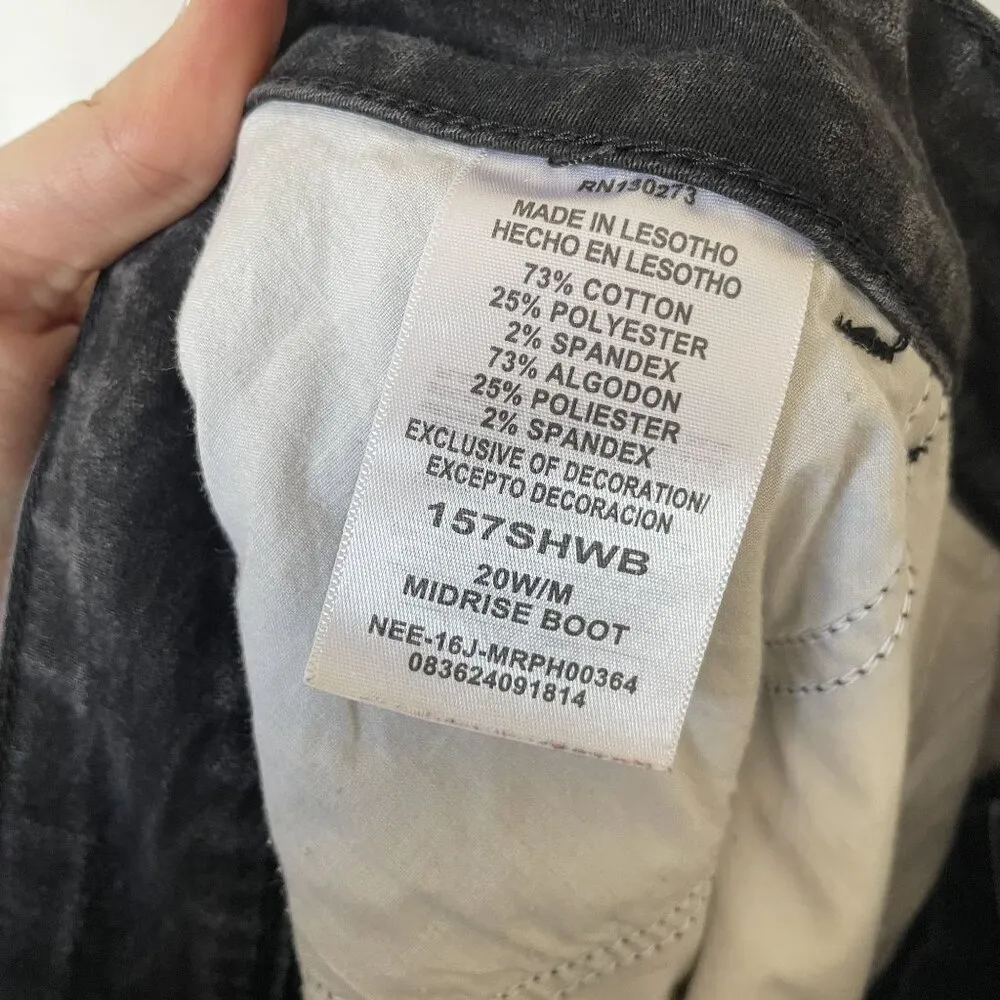 RN130273
MADE IN LESOTHO
HECHO EN LESOTHO
73% COTTON
25% POLYESTER
2% SPANDEX
73% ALGODON
25% POLIESTER
2% SPANDEX
EXCLUSIVE OF DECORATION/
EXCEPTO DECORACION
157SHWB
20W/M
MIDRISE BOOT
NEE-16J-MRPH00364
083624091814